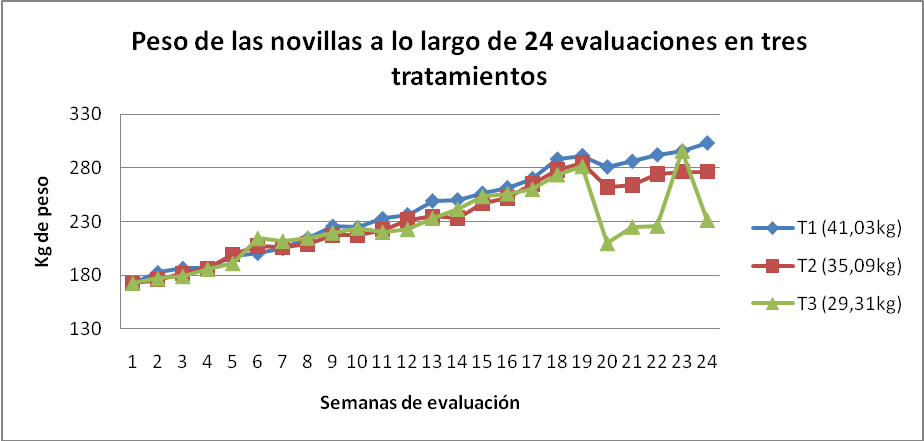 Peso de las novillas a lo largo de 24 evaluaciones en tres
tratamientos
Kg de peso
330
280
230
180
130
1 2 3 4 5 6 7 8 9 10 11 12 13 14 15 16 17 18 19 20 21 22 23 24
Semanas de evaluación
T1 (41,03kg)
T2 (35,09kg)
T3 (29,31kg)